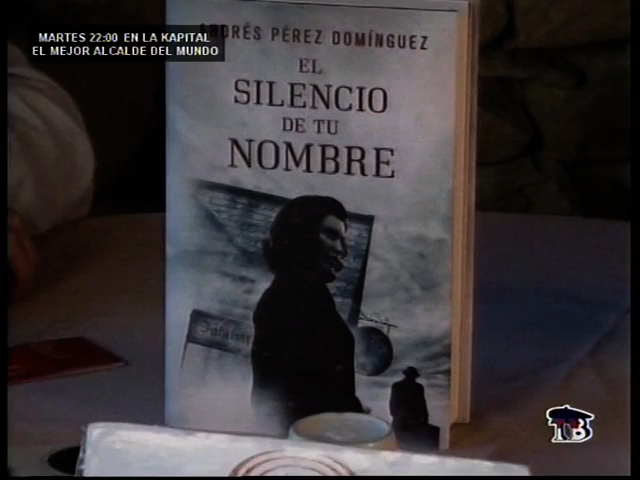 MARTES 22:00 EN LA KAPITAL
EL MEJOR ALCALDE DEL MUNDO
ANDRÉS PÉREZ DOMÍNGUEZ
EL
SILENCIO
DE TU
NOMBRE